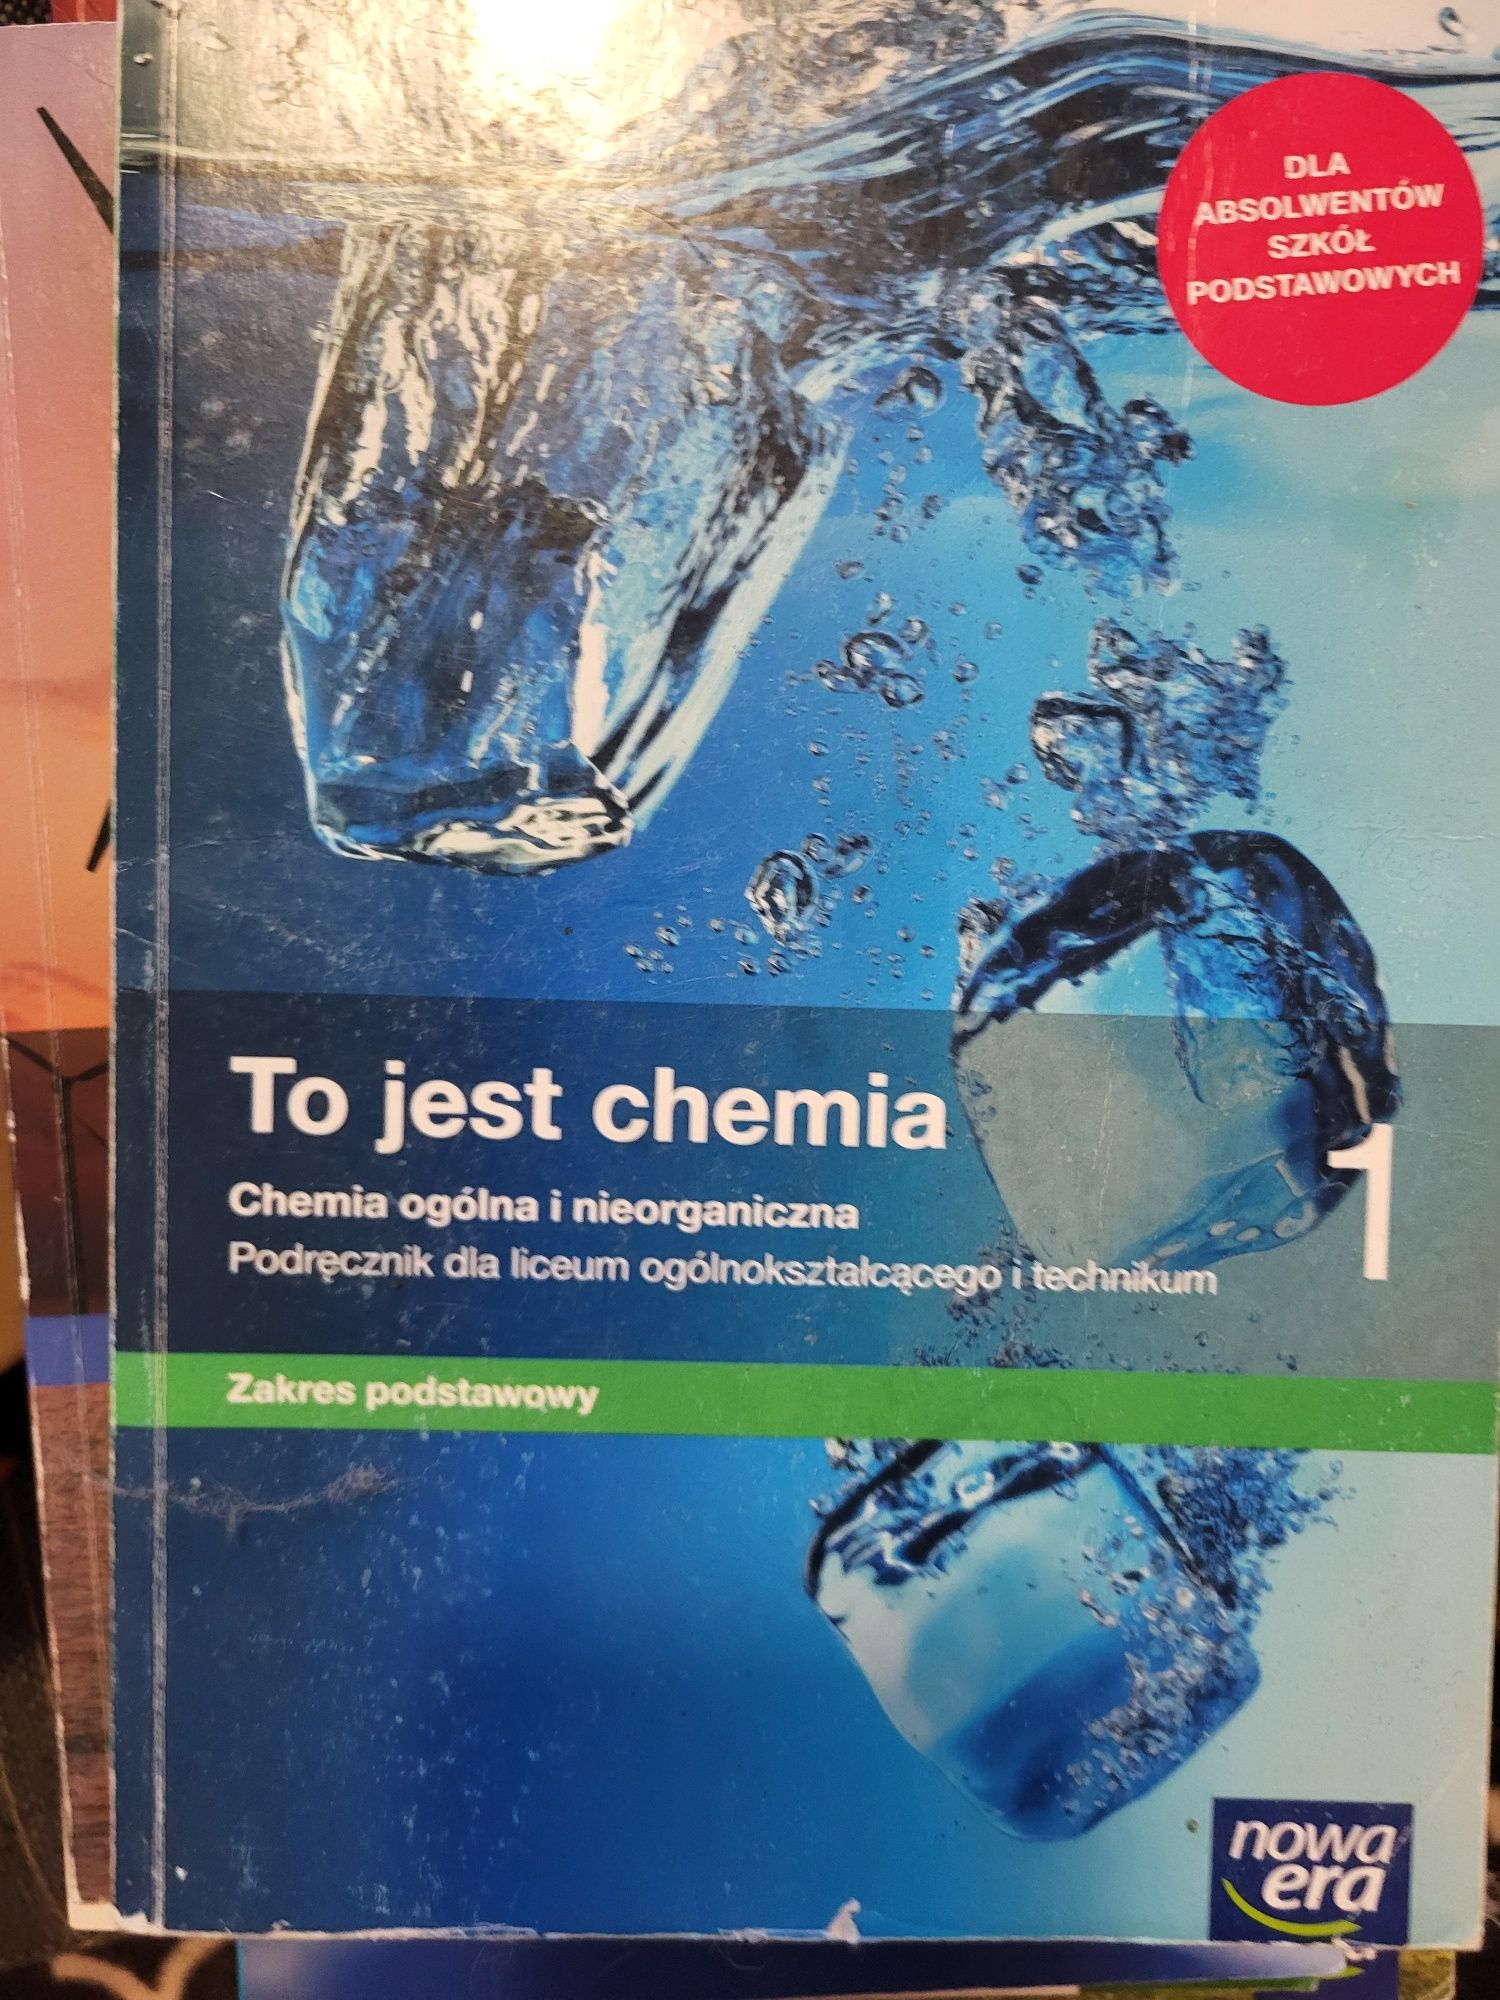 DLA
ABSOLWENTÓW
SZKÓŁ
PODSTAWOWYCH
To jest chemia
1
Chemia ogólna i nieorganiczna
Podręcznik dla liceum ogólnokształcącego i technikum
Zakres podstawowy
nowa
era